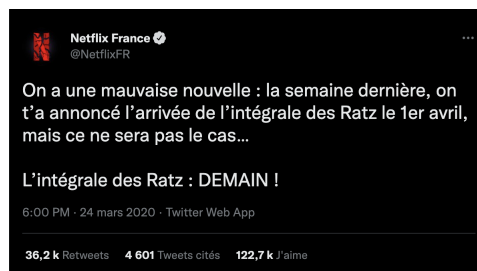 Netflix France
@NetflixFR
On a une mauvaise nouvelle : la semaine dernière, on
t’a annoncé l’arrivée de l’intégrale des Ratz le 1er avril,
mais ce ne sera pas le cas…
L’intégrale des Ratz : DEMAIN !
6:00 PM · 24 mars 2020 · Twitter Web App
36,2 k Retweets 4 601 Tweets cités 122,7 k J'aime